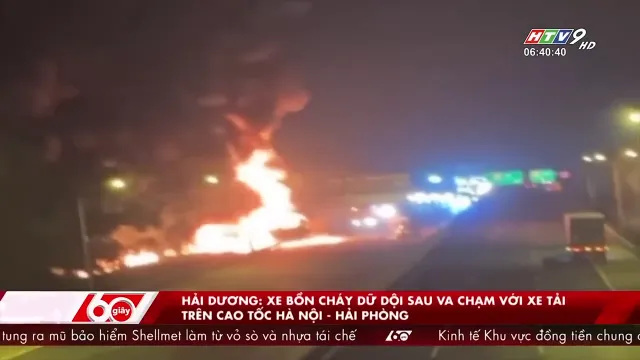 HTV9 HD
06:40:40
60 giây
HẢI DƯƠNG: XE BỒN CHÁY DỮ DỘI SAU VA CHẠM VỚI XE TẢI
TRÊN CAO TỐC HÀ NỘI - HẢI PHÒNG
tung ra mũ bảo hiểm Shellmet làm từ vỏ sò và nhựa tái chế 60 Kinh tế Khu vực đồng tiền chung